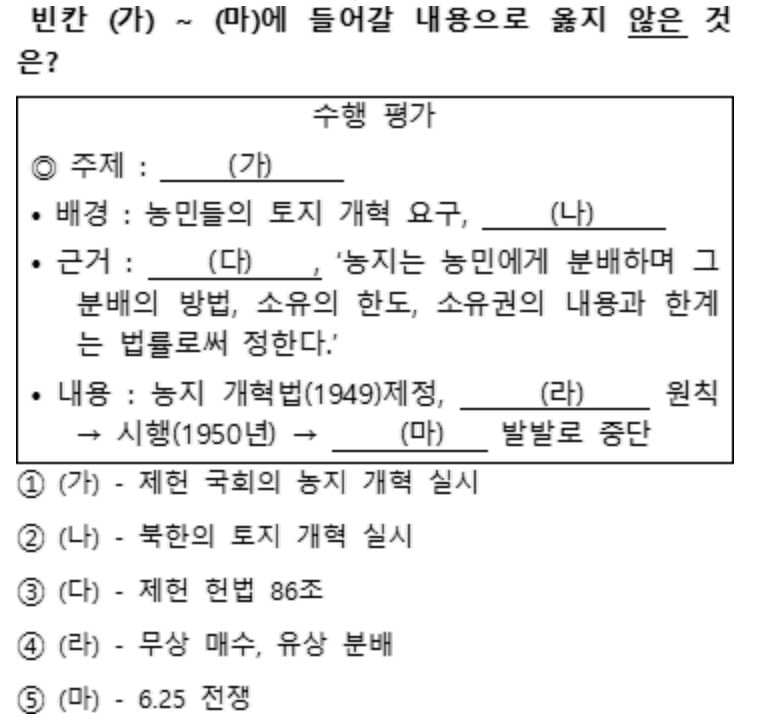 빈칸 (가) ~ (마)에 들어갈 내용으로 옳지 않은 것
은?
수행 평가
◎ 주제 : (가)
• 배경 : 농민들의 토지 개혁 요구, (나)
• 근거 : (다) , '농지는 농민에게 분배하며 그
분배의 방법, 소유의 한도, 소유권의 내용과 한계
는 법률로써 정한다.'
• 내용 : 농지 개혁법(1949)제정, (라) 원칙
→ 시행(1950년) → (마) 발발로 중단
① (가) - 제헌 국회의 농지 개혁 실시
② (나) - 북한의 토지 개혁 실시
③ (다) - 제헌 헌법 86조
④ (라) - 무상 매수, 유상 분배
⑤ (마) - 6.25 전쟁